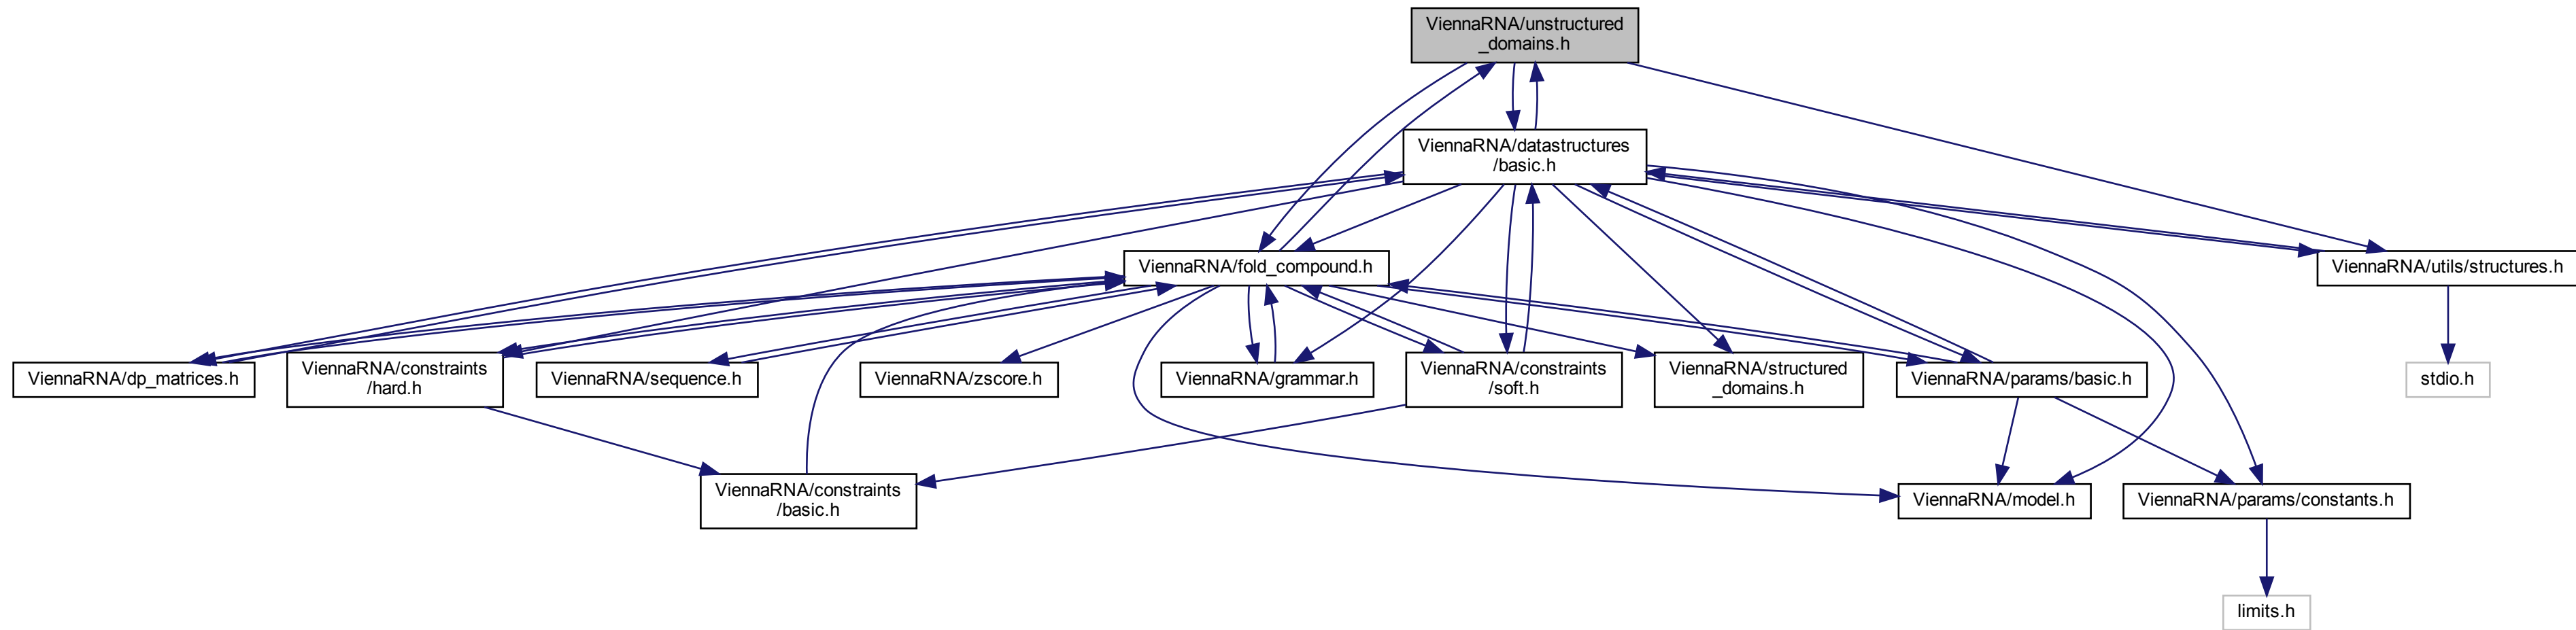 ViennaRNA/unstructured
_domains.h
ViennaRNA/datastructures
/basic.h
ViennaRNA/fold_compound.h
ViennaRNA/utils/structures.h
ViennaRNA/dp_matrices.h
ViennaRNA/constraints
/hard.h
ViennaRNA/sequence.h
ViennaRNA/zscore.h
ViennaRNA/grammar.h
ViennaRNA/constraints
/soft.h
ViennaRNA/structured
_domains.h
ViennaRNA/params/basic.h
stdio.h
ViennaRNA/constraints
/basic.h
ViennaRNA/model.h
ViennaRNA/params/constants.h
limits.h